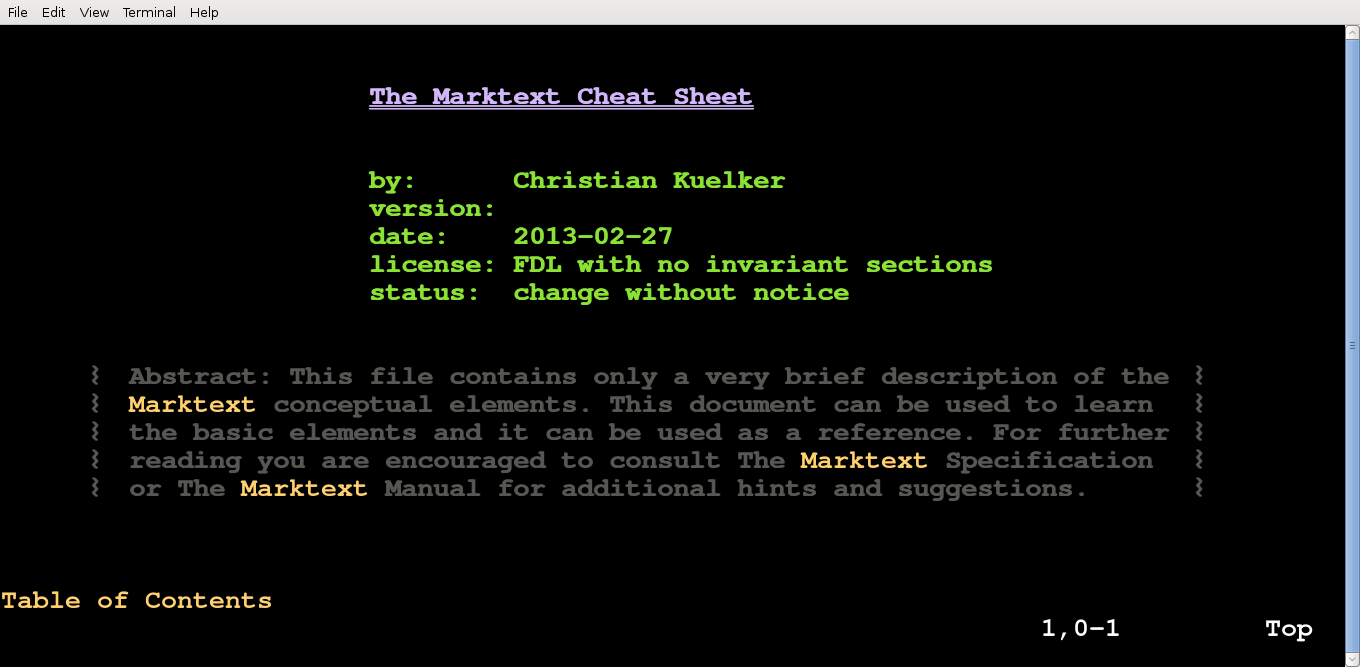 File Edit View Terminal Help
The Marktext Cheat Sheet
by: Christian Kuelker
version:
date: 2013-02-27
license: FDL with no invariant sections
status: change without notice
⌇ Abstract: This file contains only a very brief description of the ⌇
⌇ Marktext conceptual elements. This document can be used to learn ⌇
⌇ the basic elements and it can be used as a reference. For further ⌇
⌇ reading you are encouraged to consult The Marktext Specification ⌇
⌇ or The Marktext Manual for additional hints and suggestions. ⌇
Table of Contents
1,0-1 Top